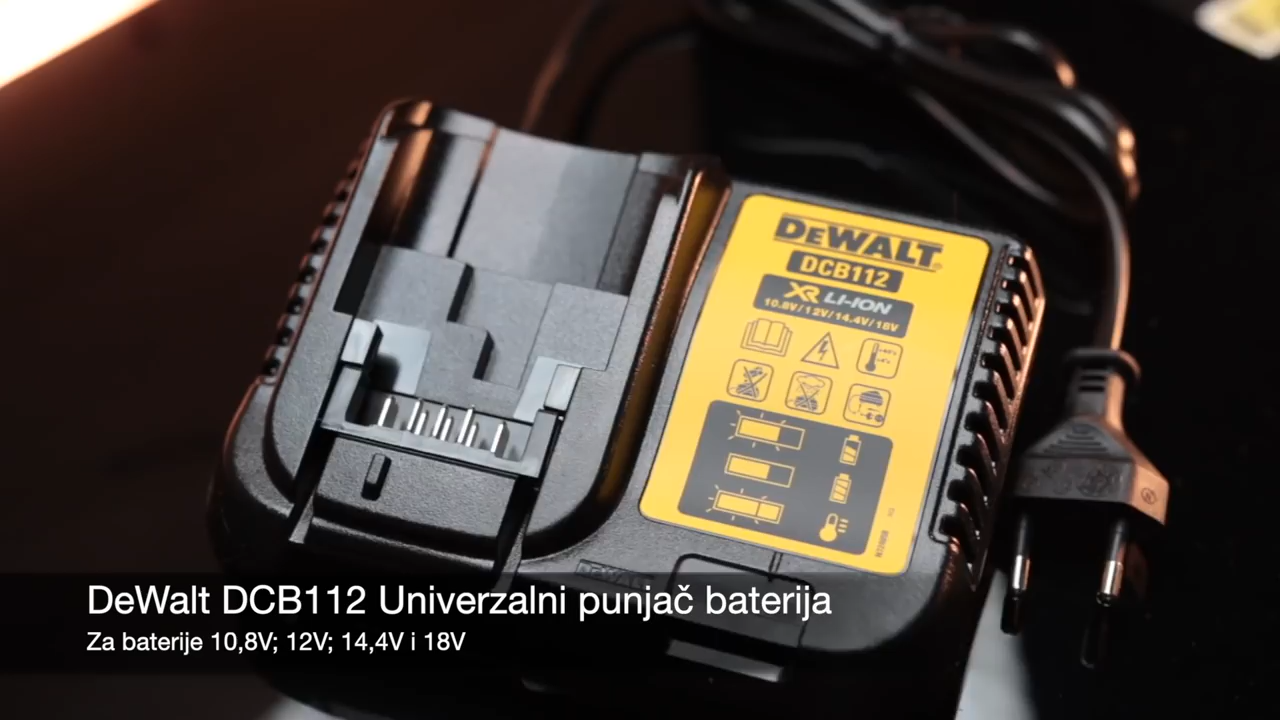 DEWALT
DCB112
XR LI-ION
10.8V/12V/14.4V/18V
DEWALT
DeWalt DCB112 Univerzalni punjač baterija
Za baterije 10,8V; 12V; 14,4V i 18V